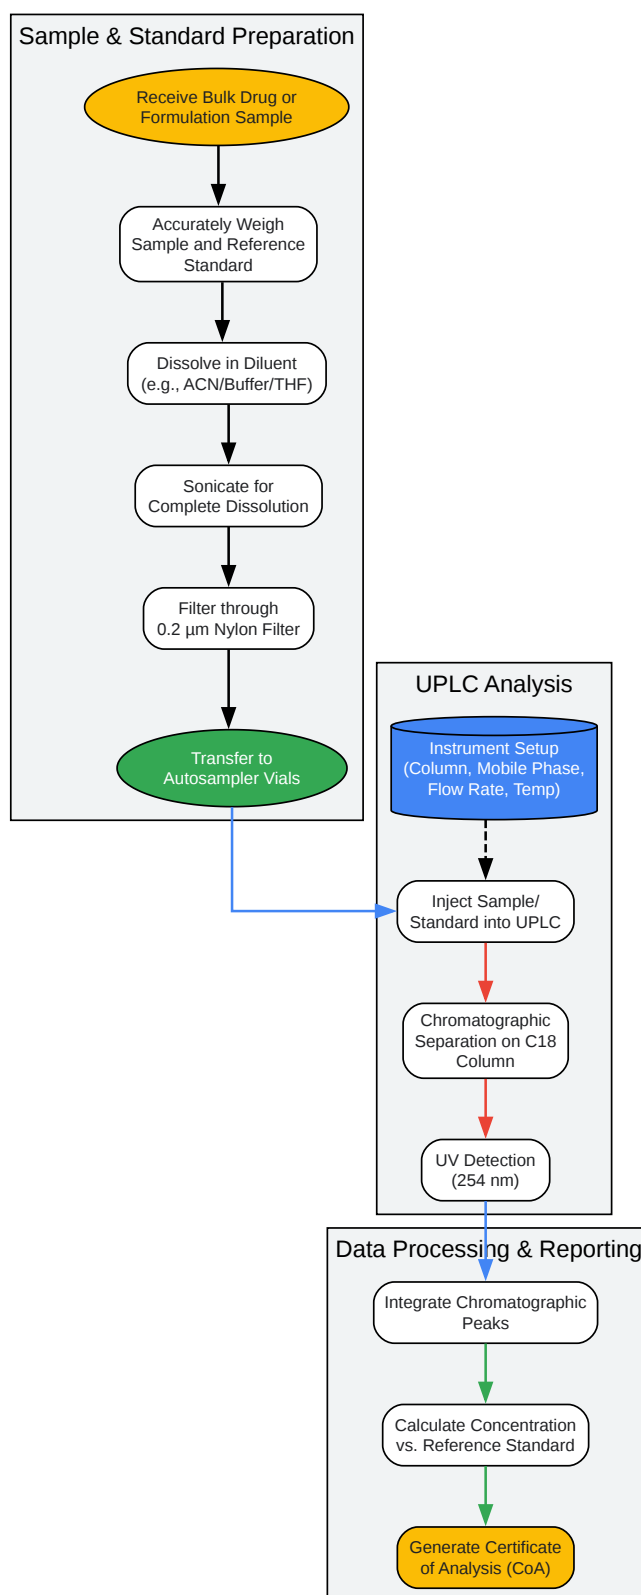 Sample & Standard Preparation
Receive Bulk Drug or
Formulation Sample
Accurately Weigh
Sample and Reference
Standard
Dissolve in Diluent
(e.g., ACN/Buffer/THF)
Sonicate for
Complete Dissolution
Filter through
0.2 µm Nylon Filter
Transfer to
Autosampler Vials
UPLC Analysis
Instrument Setup
(Column, Mobile Phase,
Flow Rate, Temp)
Inject Sample/
Standard into UPLC
Chromatographic
Separation on C18
Column
UV Detection
(254 nm)
Data Processing & Reporting
Integrate Chromatographic
Peaks
Calculate Concentration
vs. Reference Standard
Generate Certificate
of Analysis (CoA)